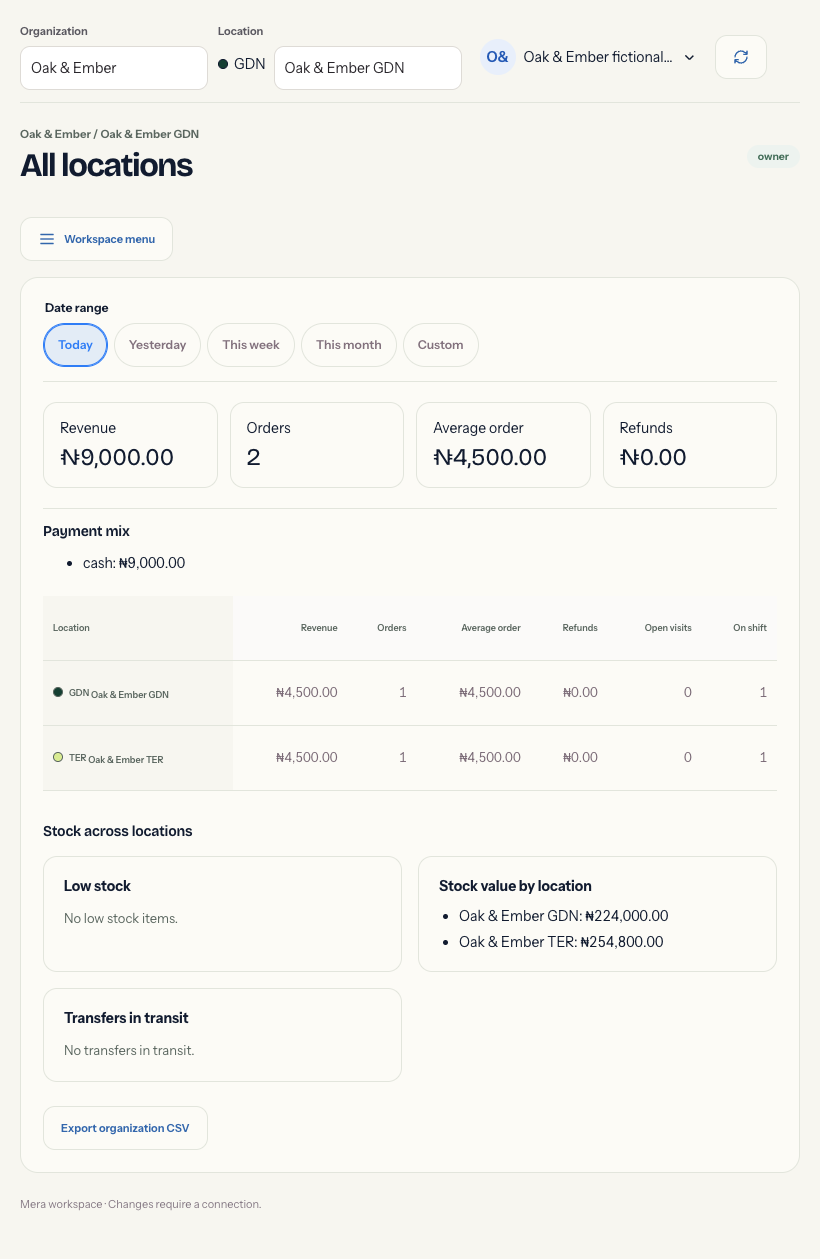 Organization
Location
Oak & Ember
GDN
Oak & Ember GDN
O&
Oak & Ember fictional...
Oak & Ember / Oak & Ember GDN
All locations
owner
Workspace menu
Date range
Today
Yesterday
This week
This month
Custom
Revenue
₦9,000.00
Orders
2
Average order
₦4,500.00
Refunds
₦0.00
Payment mix
• cash: ₦9,000.00
Location Revenue Orders Average order Refunds Open visits On shift
GDN Oak & Ember GDN ₦4,500.00 1 ₦4,500.00 ₦0.00 0 1
TER Oak & Ember TER ₦4,500.00 1 ₦4,500.00 ₦0.00 0 1
Stock across locations
Low stock
No low stock items.
Stock value by location
• Oak & Ember GDN: ₦224,000.00
• Oak & Ember TER: ₦254,800.00
Transfers in transit
No transfers in transit.
Export organization CSV
Mera workspace · Changes require a connection.